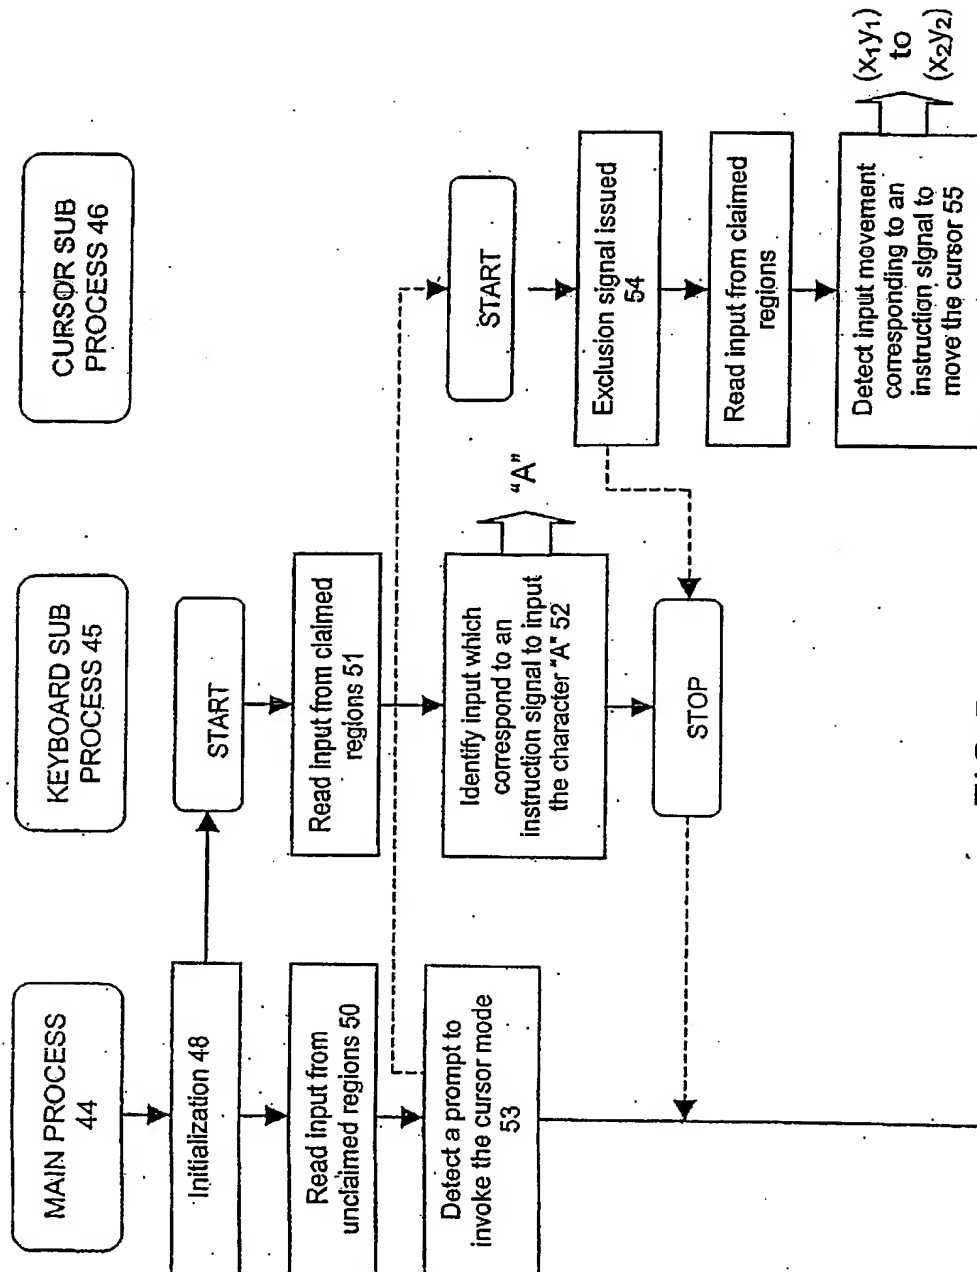 MAIN PROCESS
44
Initialization 48
Read input from
unclaimed regions 50
Detect a prompt to
invoke the cursor mode
53
KEYBOARD SUB
PROCESS 45
START
Read input from claimed
regions 51
Identify input which
correspond to an
instruction signal to input
the character "A" 52
"A"
STOP
CURSOR SUB
PROCESS 46
START
Exclusion signal issued
54
Read input from claimed
regions
Detect input movement
corresponding to an
instruction signal to
move the cursor 55
(x₁y₁)
to
(x₂y₂)